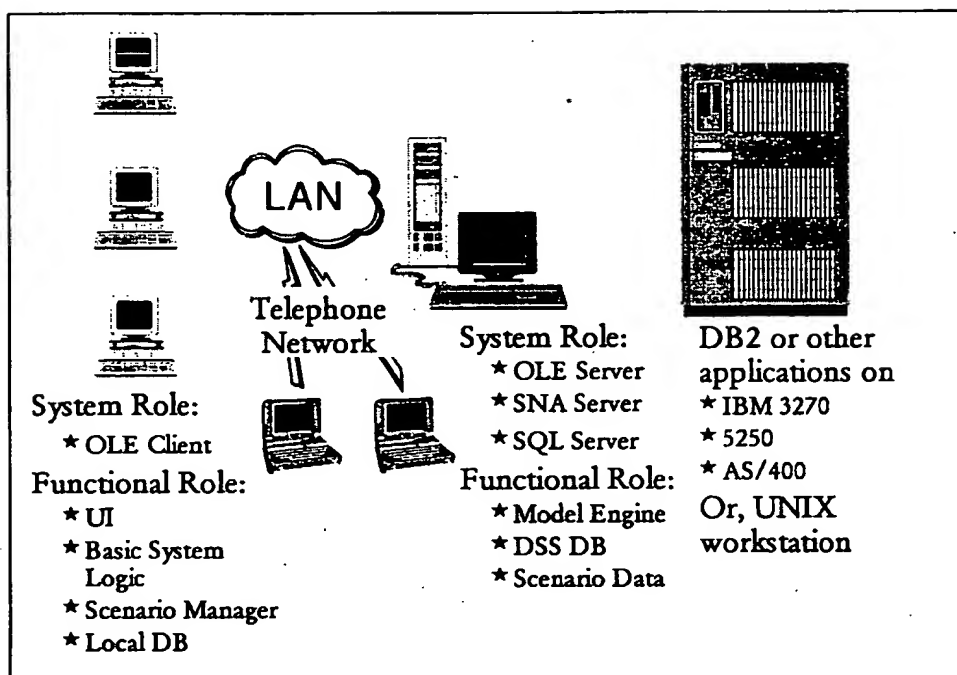 LAN
Telephone
Network
System Role:
★ OLE Client
Functional Role:
★ UI
★ Basic System
Logic
★ Scenario Manager
★ Local DB
System Role:
★ OLE Server
★ SNA Server
★ SQL Server
Functional Role:
★ Model Engine
★ DSS DB
★ Scenario Data
DB2 or other
applications on
★ IBM 3270
★ 5250
★ AS/400
Or, UNIX
workstation